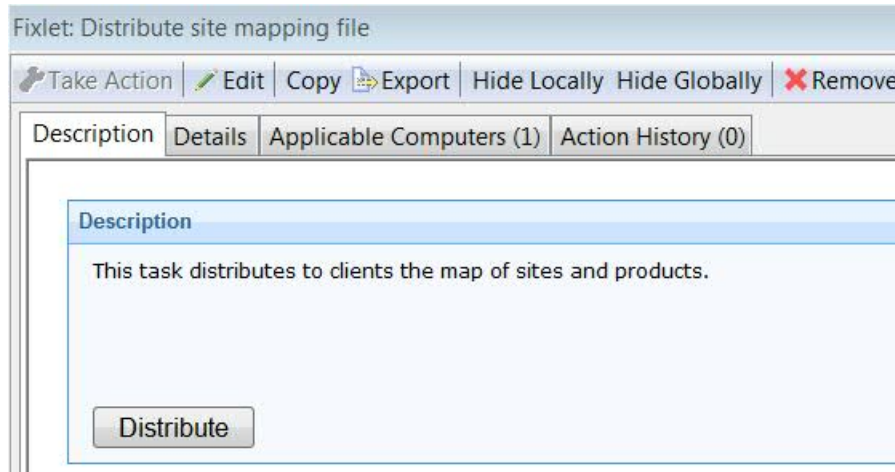 Fixlet: Distribute site mapping file
Take Action Edit Copy Export Hide Locally Hide Globally Remove
Description Details Applicable Computers (1) Action History (0)
Description
This task distributes to clients the map of sites and products.
Distribute